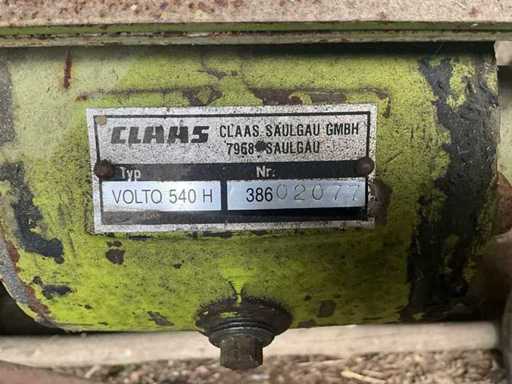 CLAAS CLAAS SAULGAU GMBH
7968 SAULGAU
Typ Nr.
VOLTO 540 H 38602077